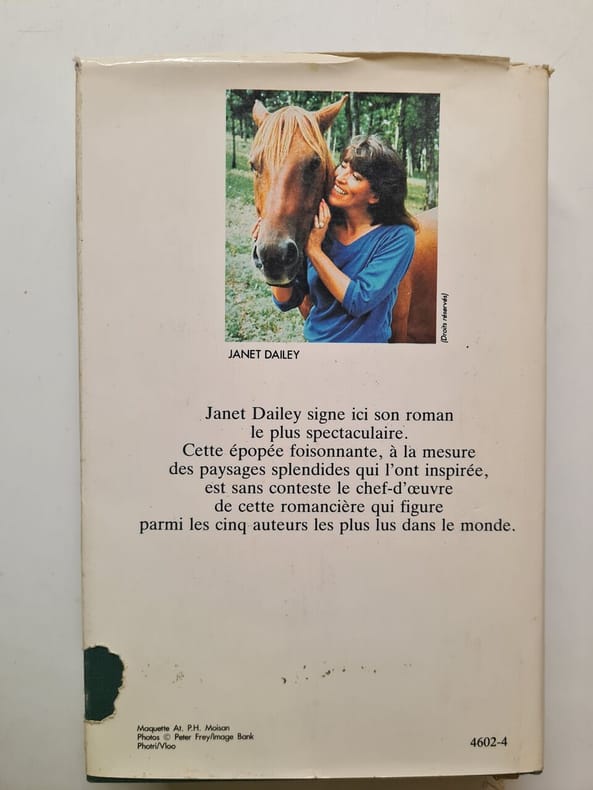 (Droits réservés)
JANET DAILEY
Janet Dailey signe ici son roman
le plus spectaculaire.
Cette épopée foisonnante, à la mesure
des paysages splendides qui l'ont inspirée,
est sans conteste le chef-d'œuvre
de cette romancière qui figure
parmi les cinq auteurs les plus lus dans le monde.
Maquette At. P.H. Moisan
Photos © Peter Frey/Image Bank
Photri/Vloo
4602-4